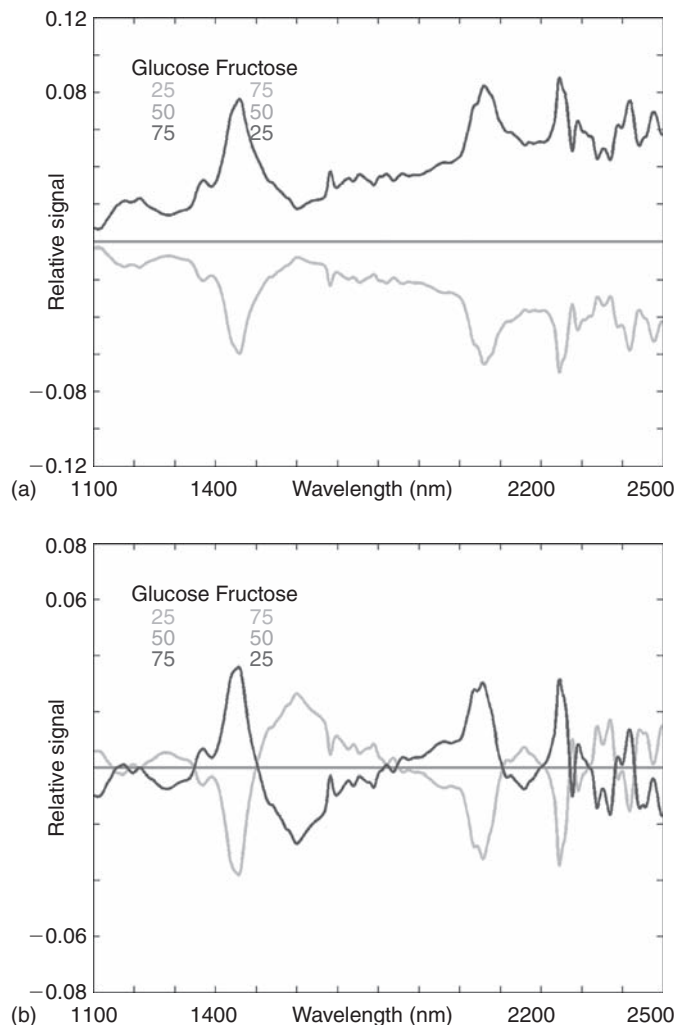 0.12
Glucose Fructose
25 75
0.08
50 50
75 25
Relative signal
−0.08
−0.12
(a) 1100 1400 Wavelength (nm) 2200 2500
0.08
0.06
Glucose Fructose
25 75
50 50
75 25
Relative signal
−0.06
−0.08
(b) 1100 1400 Wavelength (nm) 2200 2500